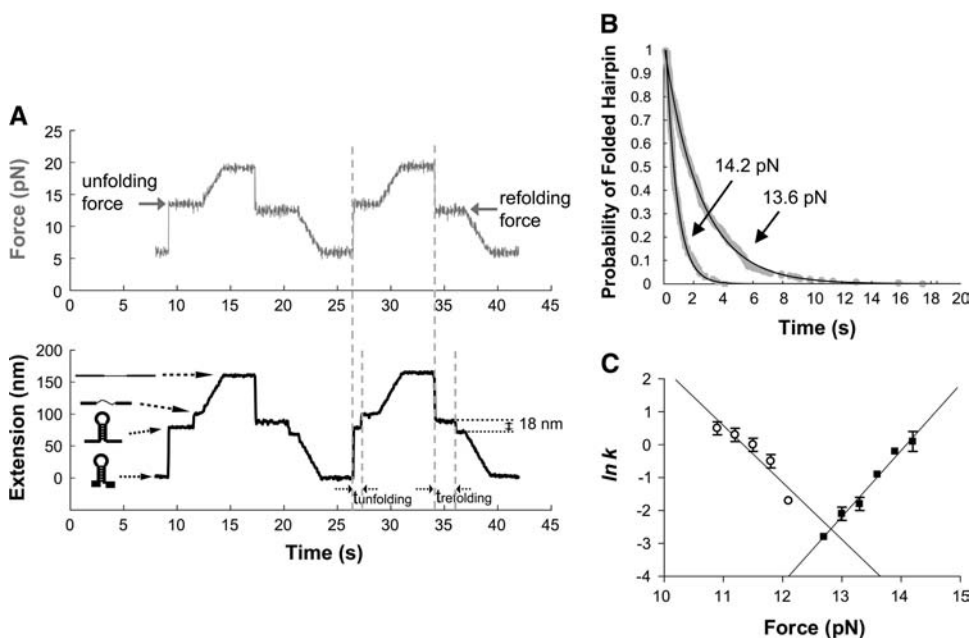 A
Force (pN)
25
20
15
10
5
0
unfolding
force
refolding
force
0 5 10 15 20 25 30 35 40 45
Extension (nm)
200
150
100
50
0
18 nm
tunfolding trefolding
0 5 10 15 20 25 30 35 40 45
Time (s)
B
Probability of Folded Hairpin
1
0.9
0.8
0.7
0.6
0.5
0.4
0.3
0.2
0.1
0
14.2 pN
13.6 pN
0 2 4 6 8 10 12 14 16 18 20
Time (s)
C
ln k
2
1
0
-1
-2
-3
-4
10 11 12 13 14 15
Force (pN)